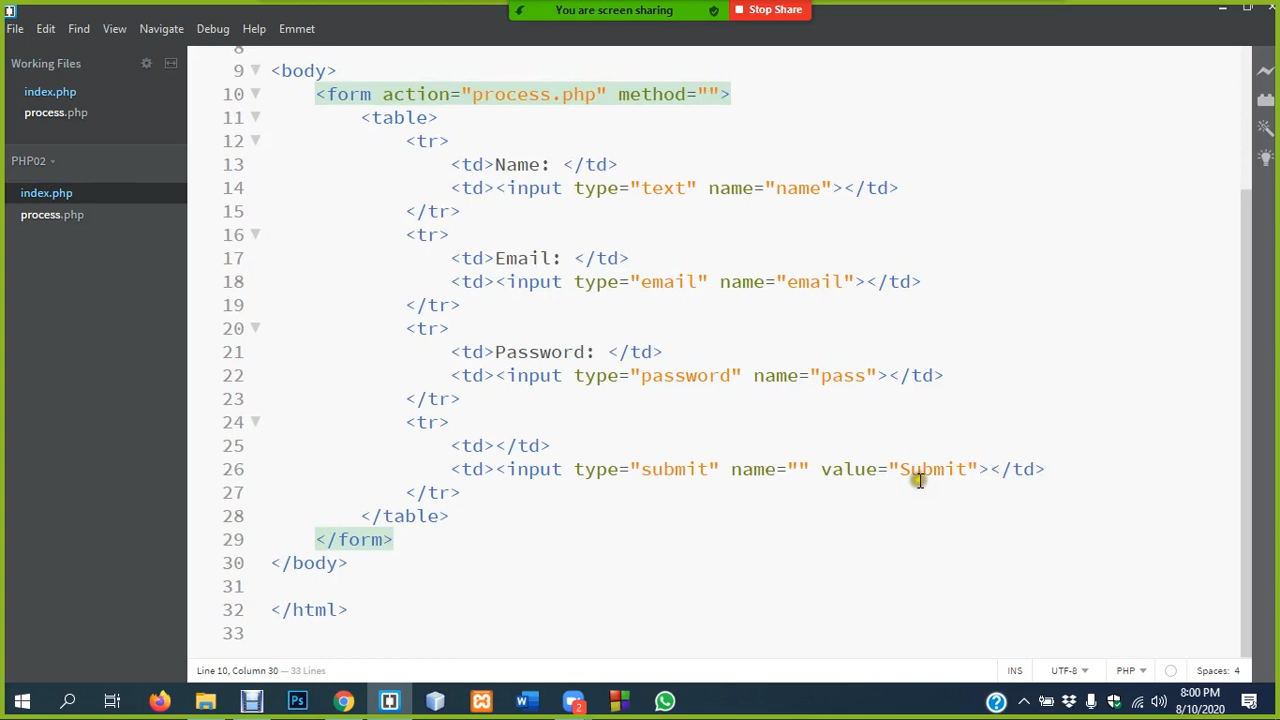 You are screen sharing
Stop Share
File Edit Find View Navigate Debug Help Emmet
Working Files
index.php
process.php
PHP02
index.php
process.php
8
9 <body>
10 <form action="process.php" method="">
11 <table>
12 <tr>
13 <td>Name: </td>
14 <td><input type="text" name="name"></td>
15 </tr>
16 <tr>
17 <td>Email: </td>
18 <td><input type="email" name="email"></td>
19 </tr>
20 <tr>
21 <td>Password: </td>
22 <td><input type="password" name="pass"></td>
23 </tr>
24 <tr>
25 <td></td>
26 <td><input type="submit" name="" value="Submit"></td>
27 </tr>
28 </table>
29 </form>
30 </body>
31
32 </html>
33
Line 10, Column 30 — 33 Lines
INS UTF-8 PHP Spaces: 4
Ps
2
8:00 PM
8/10/2020